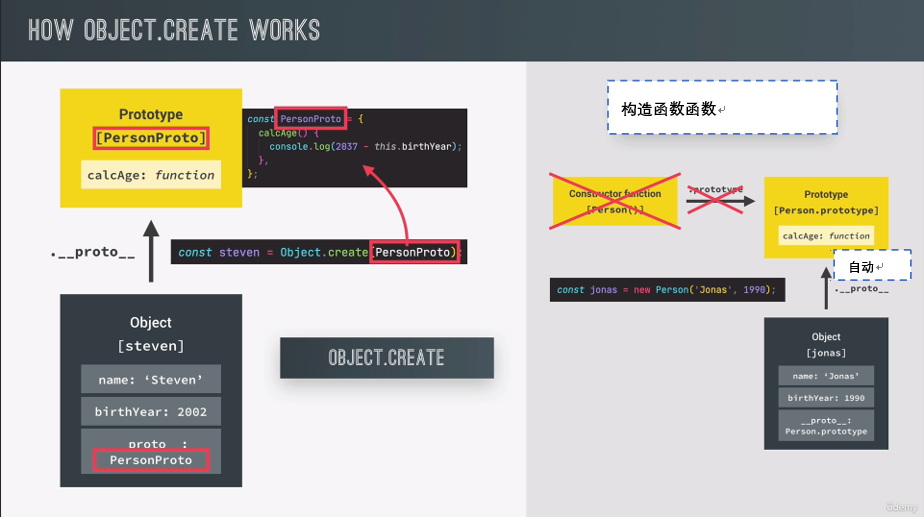 HOW OBJECT.CREATE WORKS
Prototype
[PersonProto]
calcAge: function
const PersonProto = {
calcAge() {
console.log(2037 - this.birthYear);
},
};
.__proto__
const steven = Object.create(PersonProto);
Object
[steven]
name: ‘Steven’
birthYear: 2002
__proto__:
PersonProto
OBJECT.CREATE
构造函数函数
Constructor function
[Person()]
.prototype
Prototype
[Person.prototype]
calcAge: function
自动
.__proto__
const jonas = new Person('Jonas', 1990);
Object
[jonas]
name: ‘Jonas’
birthYear: 1990
__proto__:
Person.prototype
ûdemy